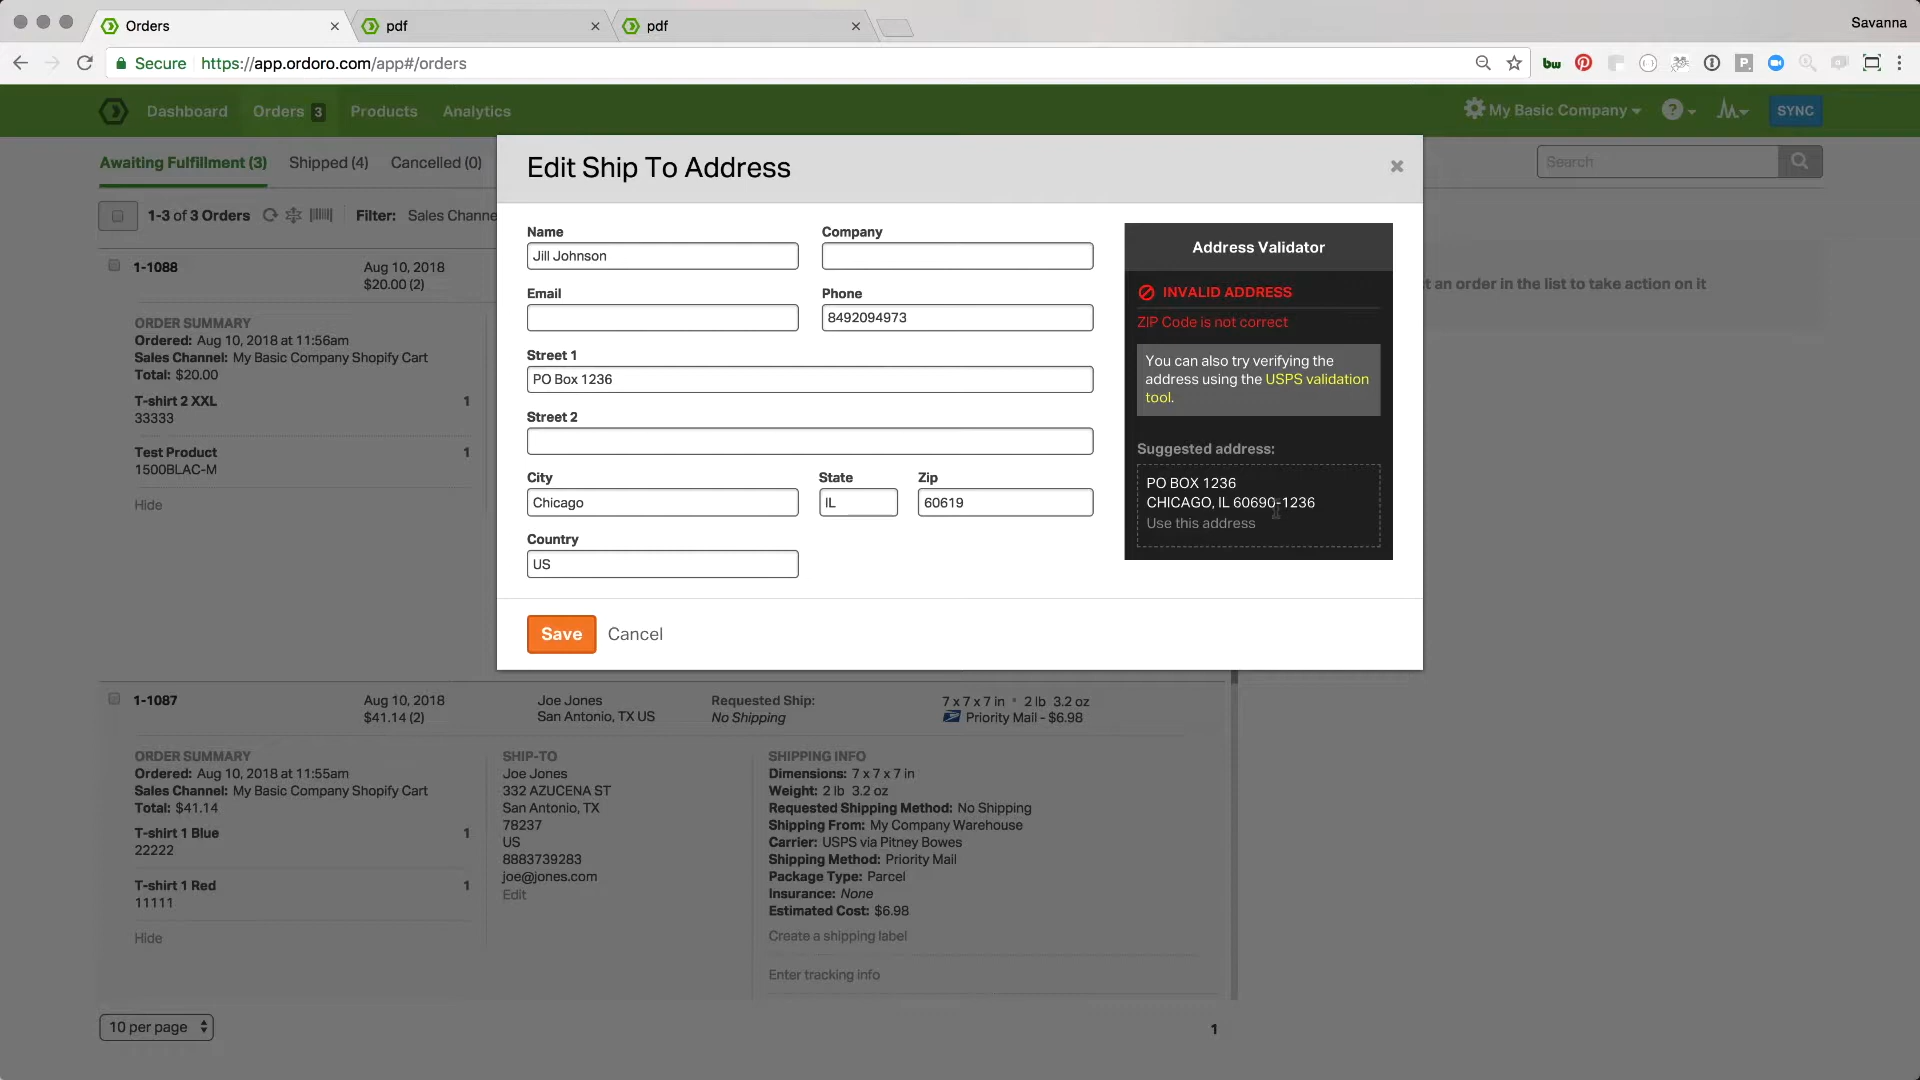 Orders
pdf
pdf
Savanna
Secure https://app.ordoro.com/app#/orders
Dashboard
Orders 3
Products
Analytics
My Basic Company
SYNC
Awaiting Fulfillment (3)
Shipped (4)
Cancelled (0)
Search
1-3 of 3 Orders
Filter: Sales Channe
Edit Ship To Address
Name
Jill Johnson
Company
Email
Phone
8492094973
Street 1
PO Box 1236
Street 2
City
Chicago
State
IL
Zip
60619
Country
US
Save
Cancel
Address Validator
INVALID ADDRESS
ZIP Code is not correct
You can also try verifying the
address using the USPS validation
tool.
Suggested address:
PO BOX 1236
CHICAGO, IL 60690-1236
Use this address
t an order in the list to take action on it
1-1088
Aug 10, 2018
$20.00 (2)
ORDER SUMMARY
Ordered: Aug 10, 2018 at 11:56am
Sales Channel: My Basic Company Shopify Cart
Total: $20.00
T-shirt 2 XXL 1
33333
Test Product 1
1500BLAC-M
Hide
1-1087
Aug 10, 2018
$41.14 (2)
Joe Jones
San Antonio, TX US
Requested Ship:
No Shipping
7 x 7 x 7 in • 2 lb 3.2 oz
Priority Mail - $6.98
ORDER SUMMARY
Ordered: Aug 10, 2018 at 11:55am
Sales Channel: My Basic Company Shopify Cart
Total: $41.14
T-shirt 1 Blue 1
22222
T-shirt 1 Red 1
11111
Hide
SHIP-TO
Joe Jones
332 AZUCENA ST
San Antonio, TX
78237
US
8883739283
joe@jones.com
Edit
SHIPPING INFO
Dimensions: 7 x 7 x 7 in
Weight: 2 lb 3.2 oz
Requested Shipping Method: No Shipping
Shipping From: My Company Warehouse
Carrier: USPS via Pitney Bowes
Shipping Method: Priority Mail
Package Type: Parcel
Insurance: None
Estimated Cost: $6.98
Create a shipping label
Enter tracking info
10 per page
1